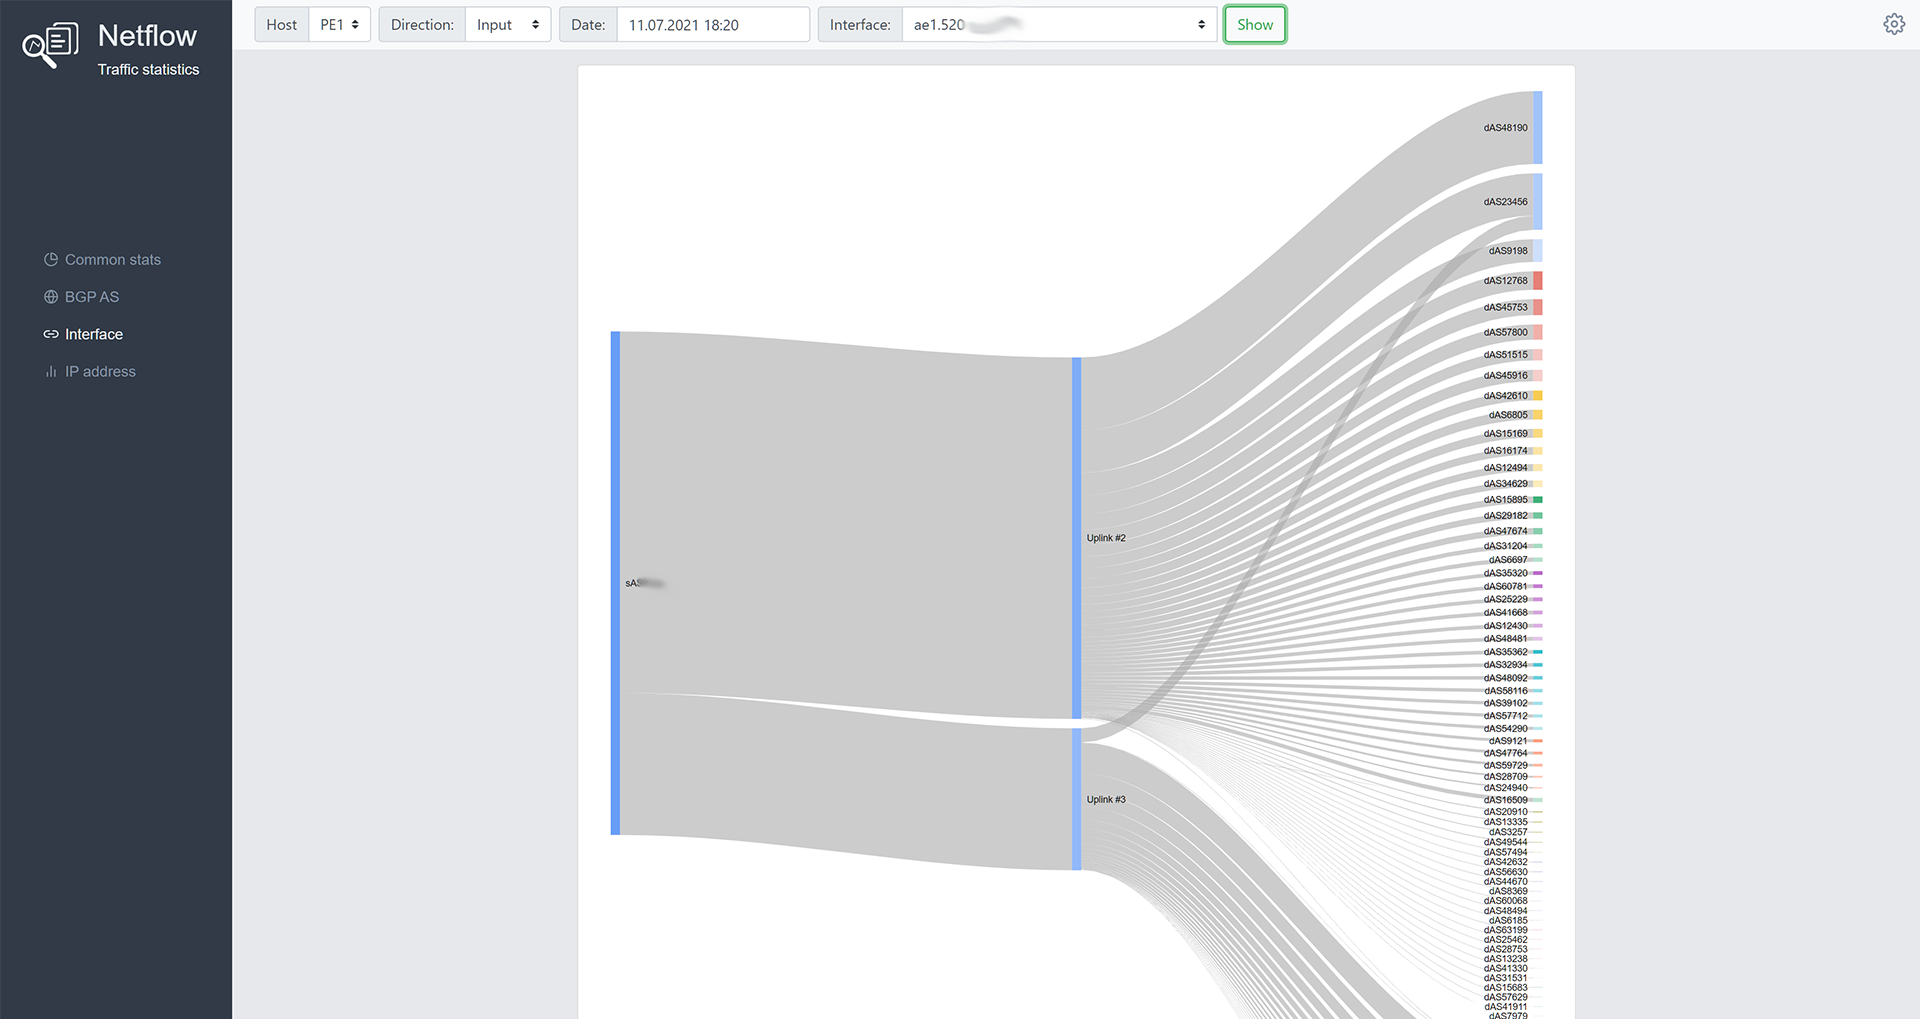 Netflow
Traffic statistics
Common stats
BGP AS
Interface
IP address
Host PE1 Direction: Input Date: 11.07.2021 18:20 Interface: ae1.520 Show
dAS48190
dAS23456
dAS9198
dAS12768
dAS45753
dAS57800
dAS51515
dAS45916
dAS42610
dAS6805
dAS15169
dAS16174
dAS12494
dAS34629
dAS15895
dAS29182
dAS47674
dAS31204
dAS6697
dAS35320
dAS60781
dAS25229
dAS41668
dAS12430
dAS48481
dAS35362
dAS32934
dAS48092
dAS58116
dAS39102
dAS57712
dAS54290
dAS9121
dAS47764
dAS59729
dAS28709
dAS24940
dAS16509
dAS20910
dAS13335
dAS3257
dAS49544
dAS57494
dAS42632
dAS56630
dAS44670
dAS8369
dAS60068
dAS48494
dAS6185
dAS63199
dAS25462
dAS28753
dAS13238
dAS41330
dAS31531
dAS15683
dAS57629
dAS41911
dAS7979
Uplink #2
Uplink #3